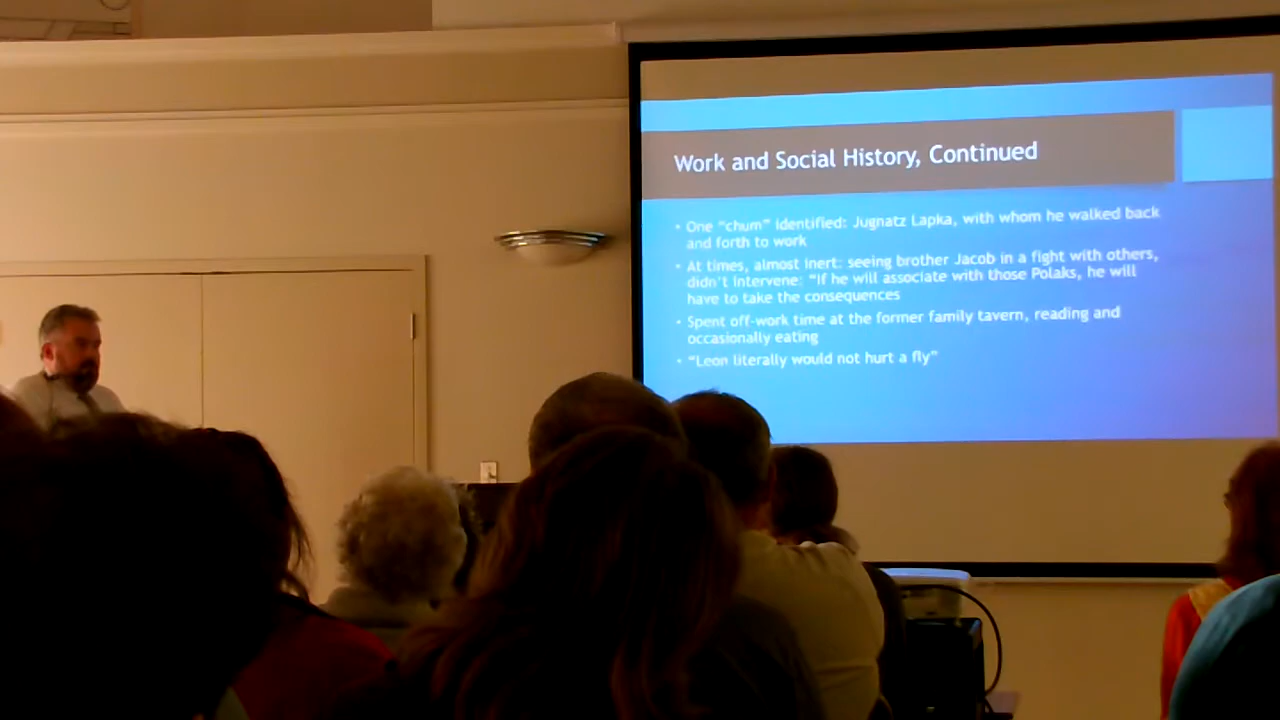 Work and Social History, Continued
• One “chum” identified: Jugnatz Lapka, with whom he walked back
and forth to work
• At times, almost inert: seeing brother Jacob in a fight with others,
didn’t intervene: “If he will associate with those Polaks, he will
have to take the consequences
• Spent off-work time at the former family tavern, reading and
occasionally eating
• “Leon literally would not hurt a fly”